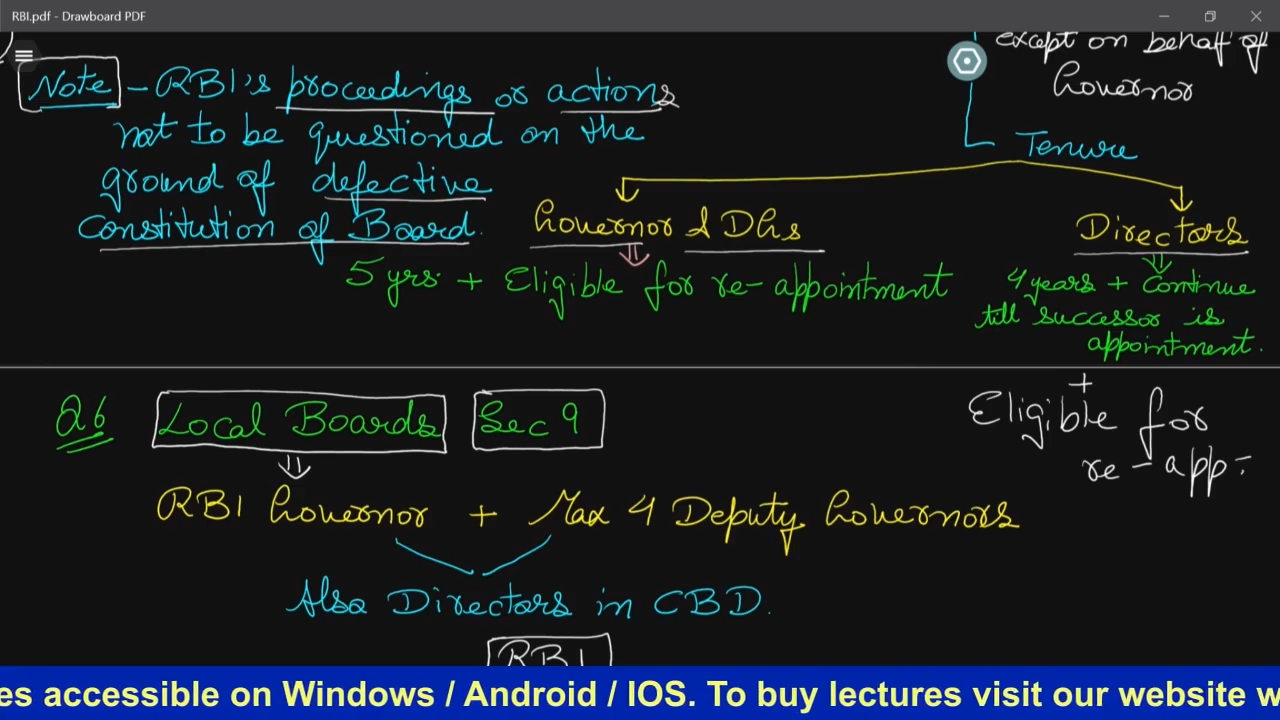 RBI.pdf - Drawboard PDF
except on behalf of
Governor
Note - RBI's proceedings or actions
not to be questioned on the
ground of defective
Constitution of Board.
Tenure
Governor & DGs
Directors
5 yrs + Eligible for re-appointment
4 years + Continue
till successor is
appointment.
+
Eligible for
re-app:
Q6 Local Boards Sec 9
RBI Governor + Max 4 Deputy Governors
Also Directors in CBD.
RBI
es accessible on Windows / Android / IOS. To buy lectures visit our website w